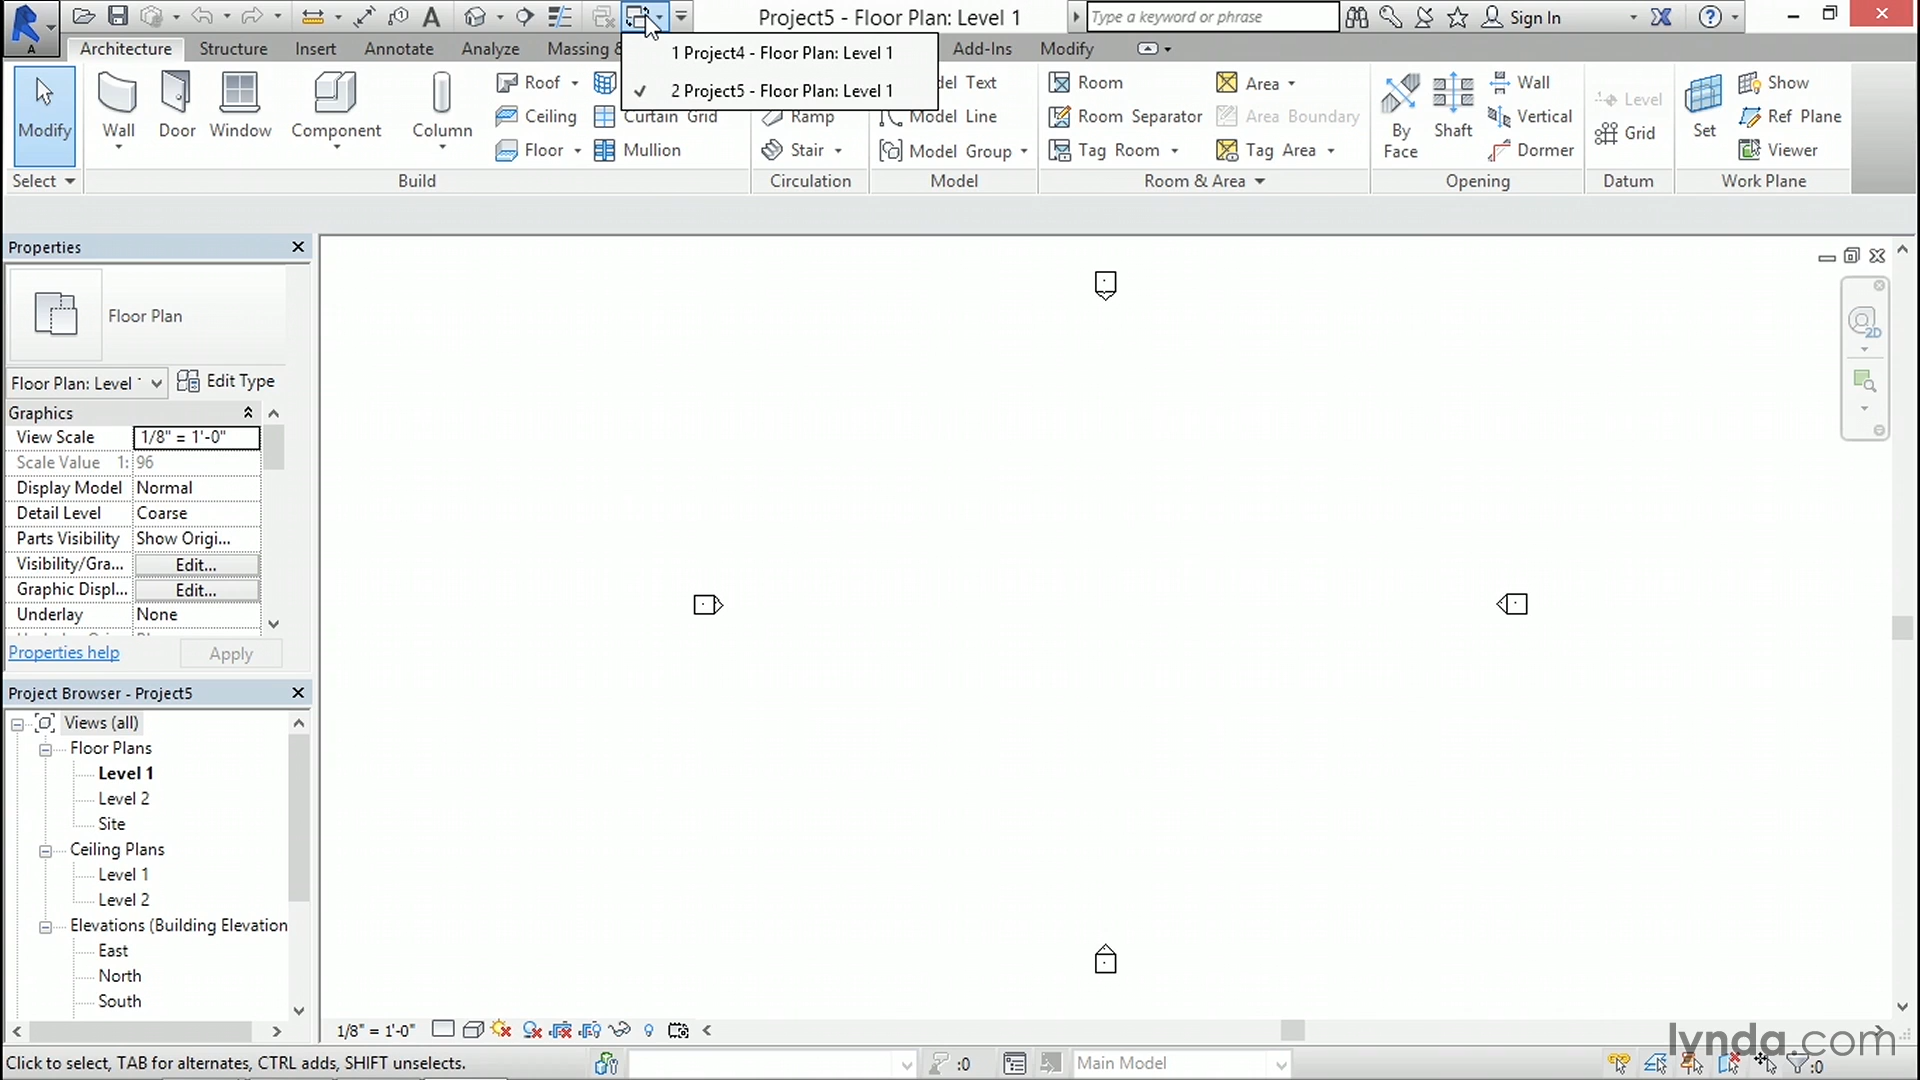 Project5 - Floor Plan: Level 1
Type a keyword or phrase
Sign In
Architecture Structure Insert Annotate Analyze Massing & Add-Ins Modify
1 Project4 - Floor Plan: Level 1
2 Project5 - Floor Plan: Level 1
Modify
Wall
Door
Window
Component
Column
Roof
Ceiling
Floor
Curtain Grid
Mullion
Ramp
Stair
Text
Model Line
Model Group
Room
Room Separator
Tag Room
Area
Area Boundary
Tag Area
By Face
Shaft
Wall
Vertical
Dormer
Level
Grid
Set
Show
Ref Plane
Viewer
Select Build Circulation Model Room & Area Opening Datum Work Plane
Properties
Floor Plan
Floor Plan: Level Edit Type
Graphics
View Scale 1/8" = 1'-0"
Scale Value 1: 96
Display Model Normal
Detail Level Coarse
Parts Visibility Show Origi...
Visibility/Gra... Edit...
Graphic Displ... Edit...
Underlay None
Properties help Apply
Project Browser - Project5
Views (all)
Floor Plans
Level 1
Level 2
Site
Ceiling Plans
Level 1
Level 2
Elevations (Building Elevation
East
North
South
2D
1/8" = 1'-0"
Click to select, TAB for alternates, CTRL adds, SHIFT unselects.
:0
Main Model
:0
lynda.com